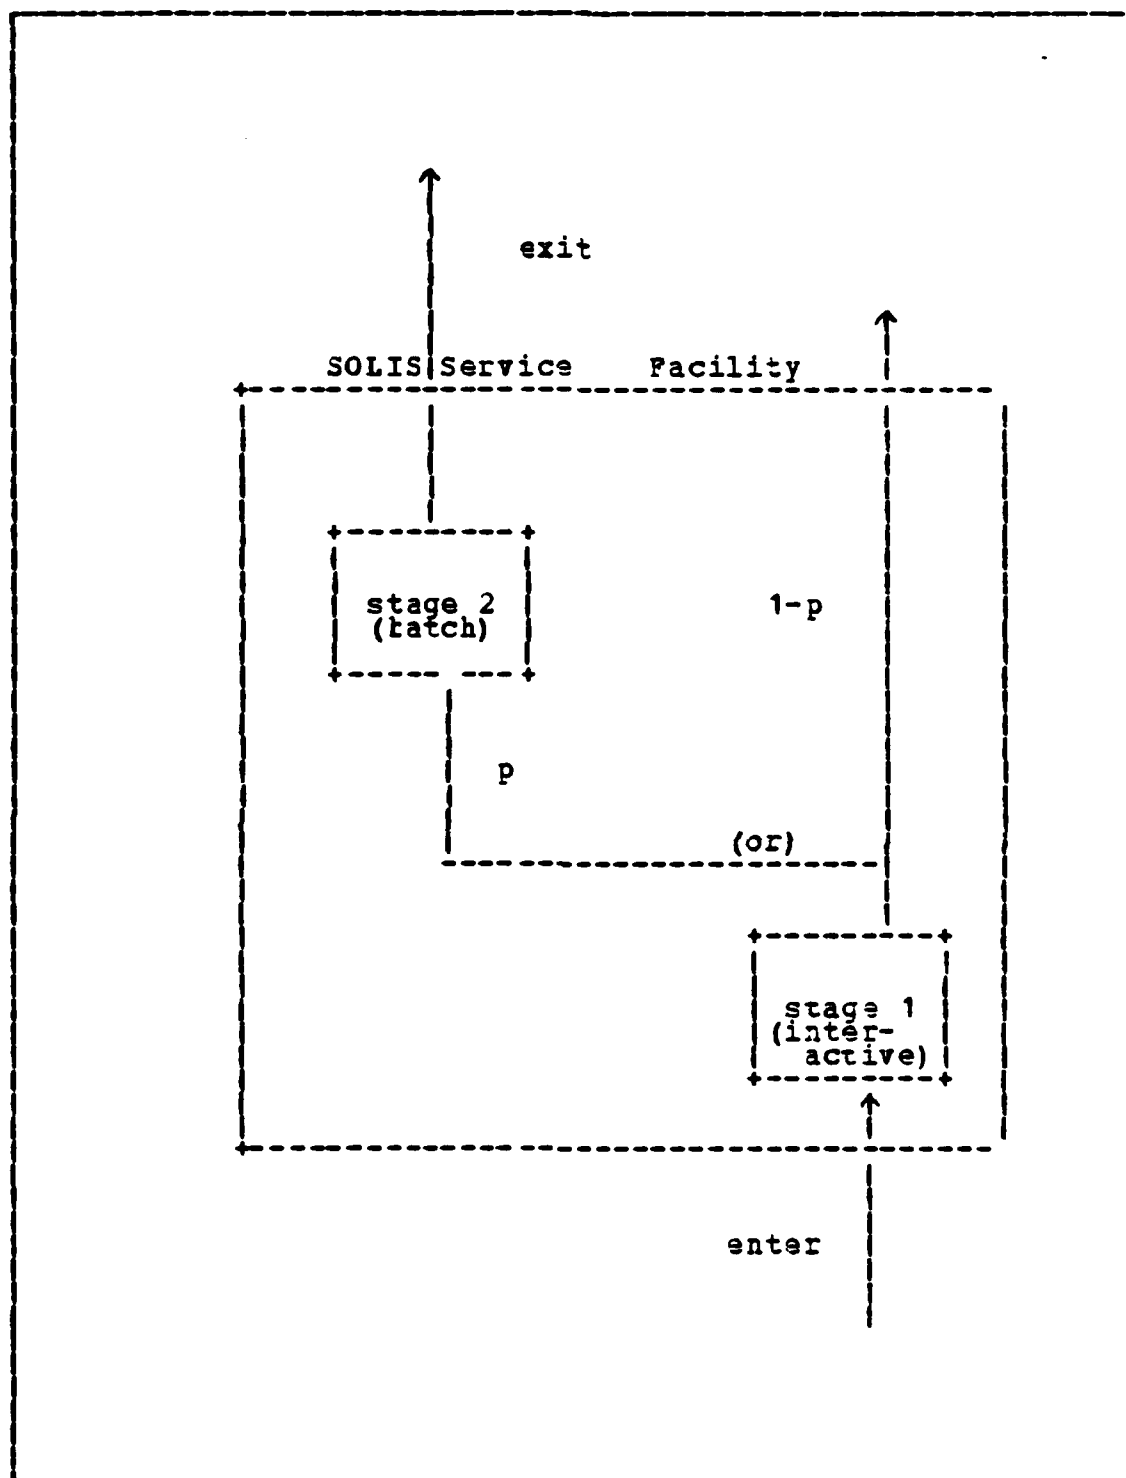 exit
SOLIS Service Facility
stage 2
(batch)
1-p
p
(or)
stage 1
(inter-
active)
enter